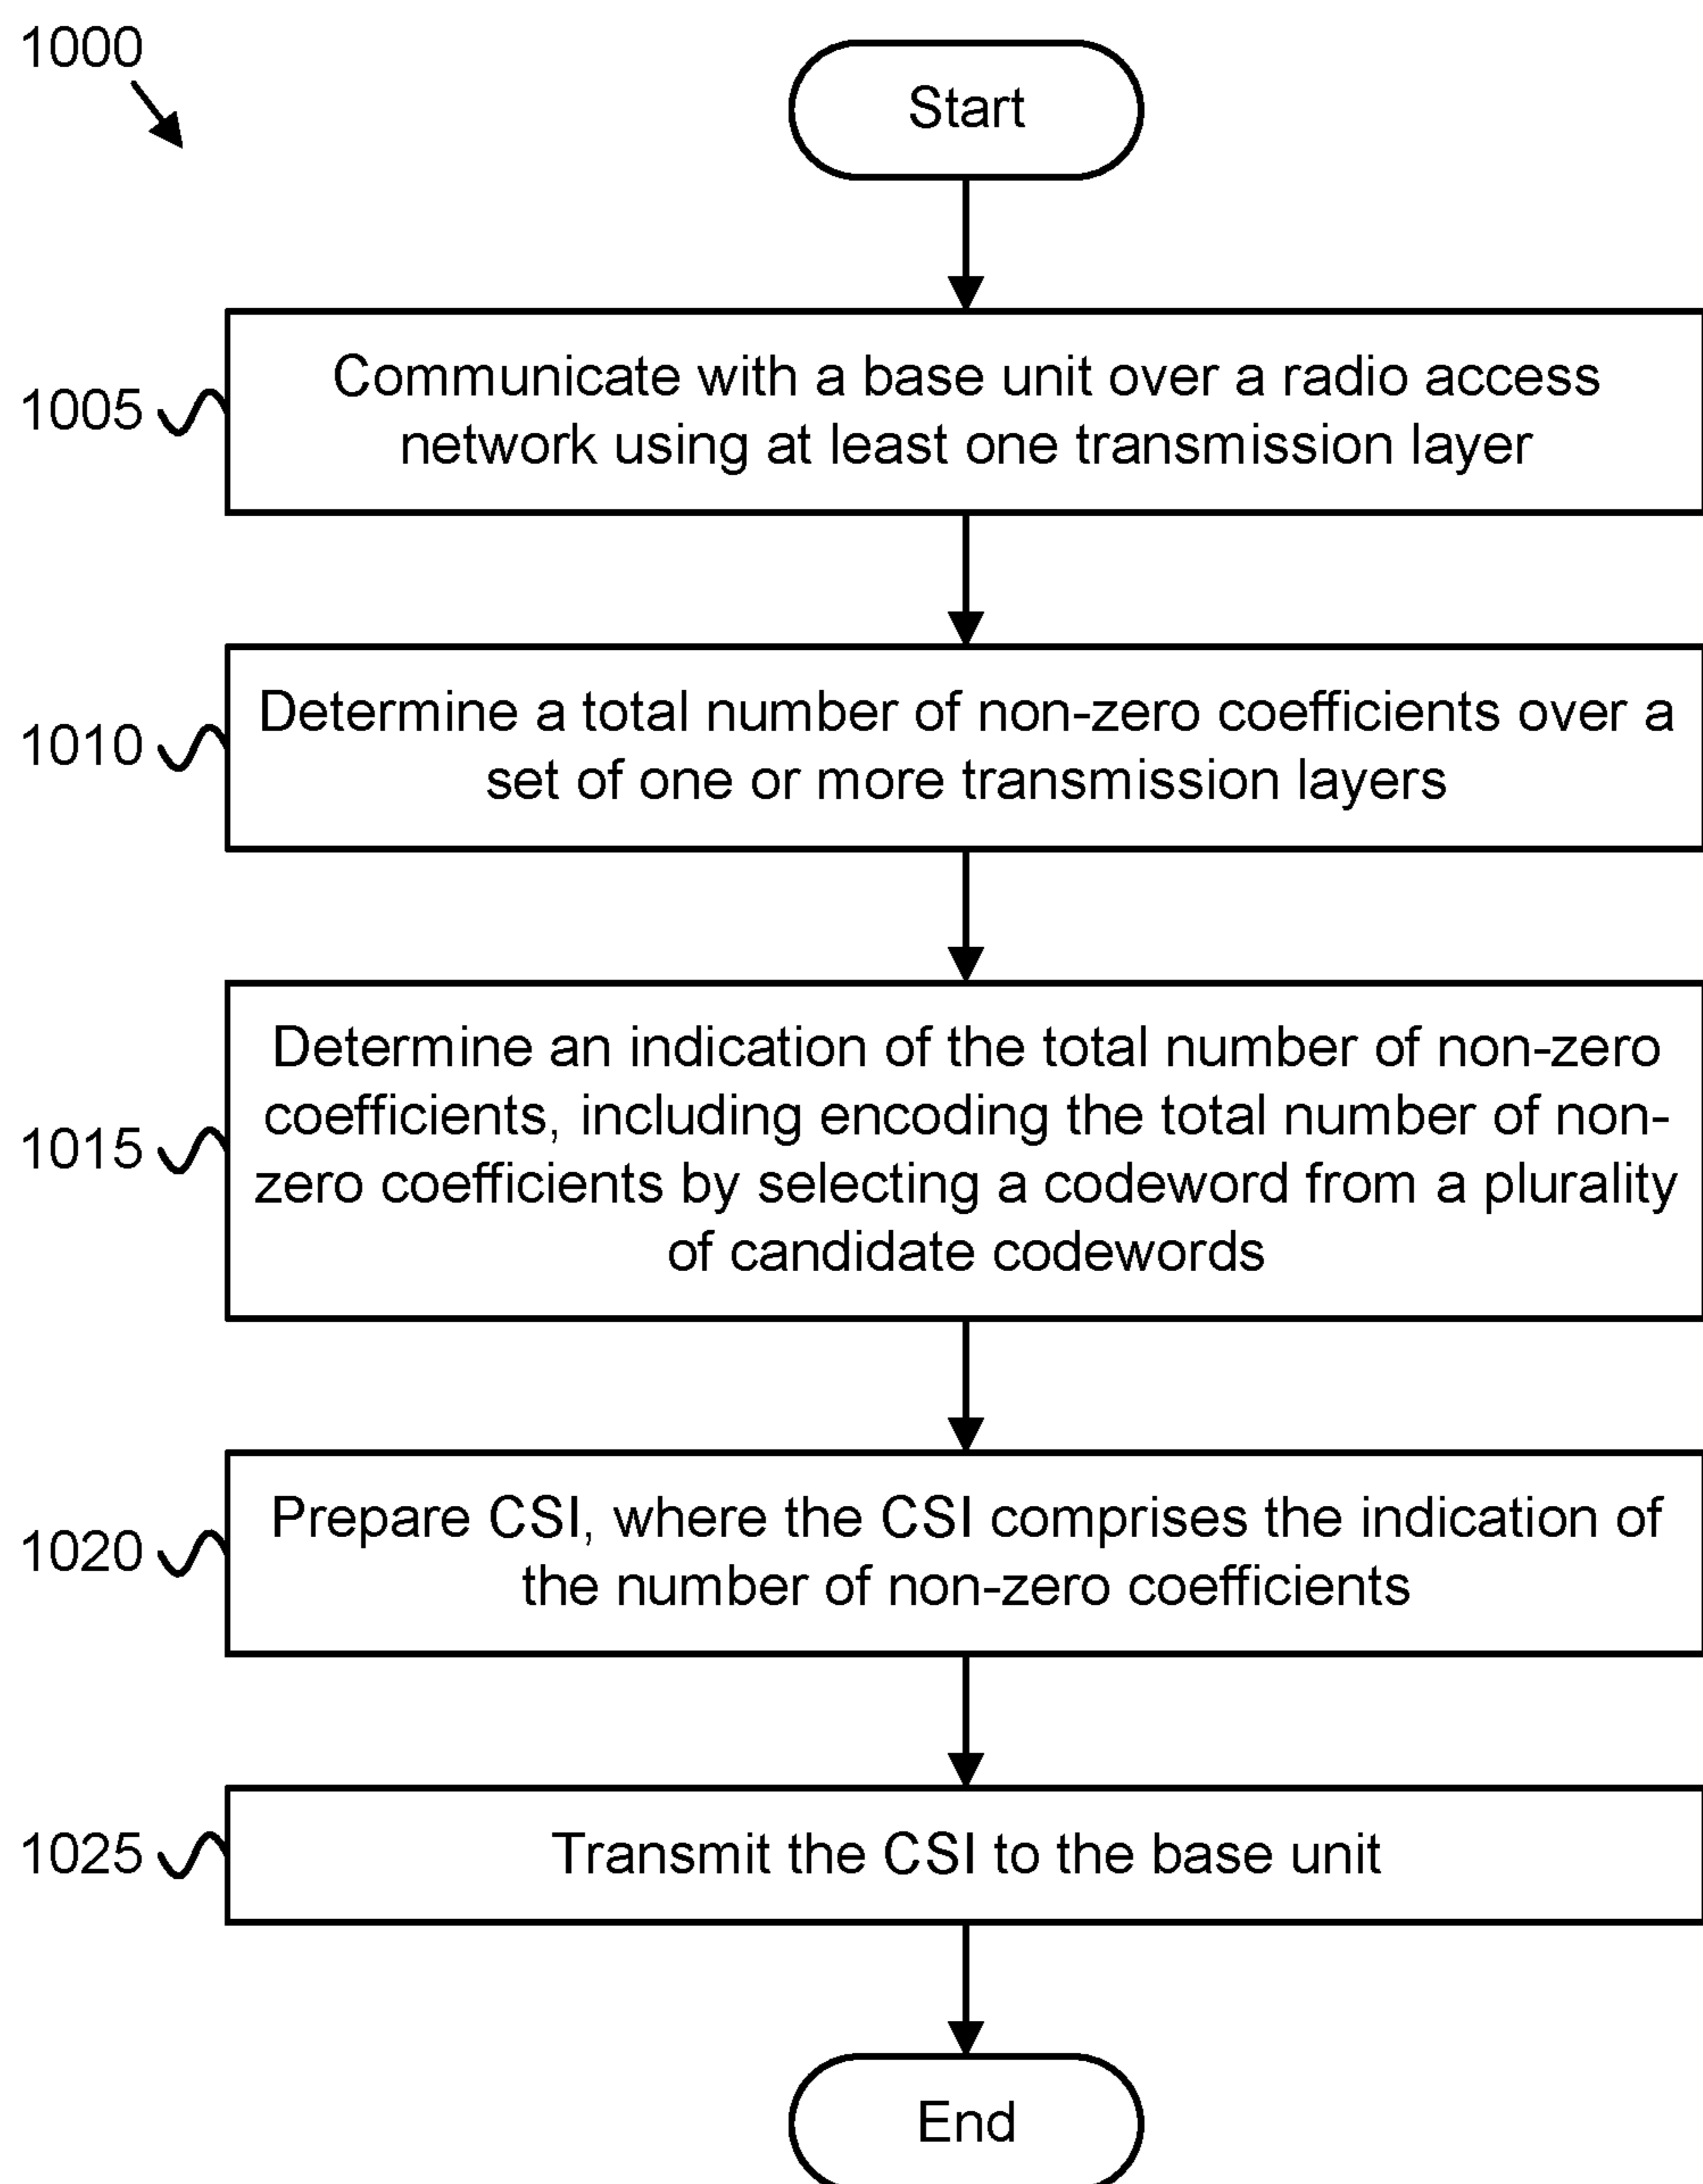 1000
Start
Communicate with a base unit over a radio access
network using at least one transmission layer
1005
Determine a total number of non-zero coefficients over a
set of one or more transmission layers
1010
Determine an indication of the total number of non-zero
coefficients, including encoding the total number of non-
zero coefficients by selecting a codeword from a plurality
of candidate codewords
1015
Prepare CSI, where the CSI comprises the indication of
the number of non-zero coefficients
1020
Transmit the CSI to the base unit
1025
End